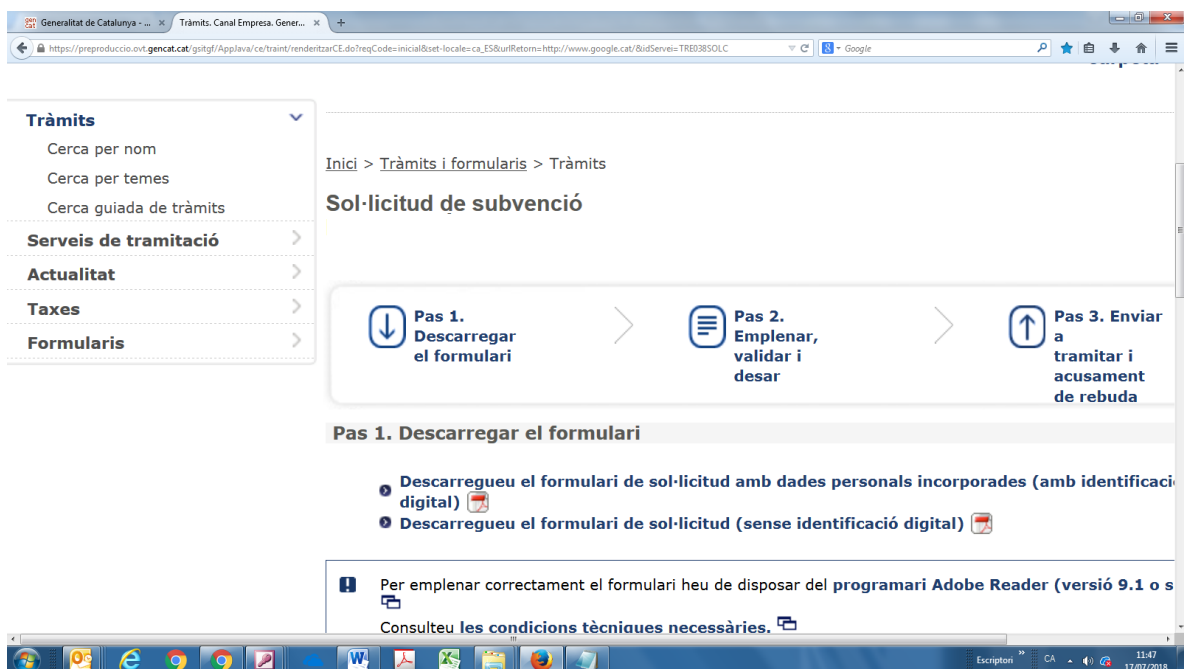 Generalitat de Catalunya - ...
Tràmits. Canal Empresa. Gener...
https://preproduccio.ovt.gencat.cat/gsitgf/AppJava/ce/traint/renderitzarCE.do?reqCode=inicial&set-locale=ca_ES&urlRetorn=http://www.google.cat/&idServei=TRE038SOLC
Google
Tràmits
Cerca per nom
Cerca per temes
Cerca guiada de tràmits
Serveis de tramitació
Actualitat
Taxes
Formularis
Inici > Tràmits i formularis > Tràmits
Sol·licitud de subvenció
Pas 1.
Descarregar
el formulari
Pas 2.
Emplenar,
validar i
desar
Pas 3. Enviar
a
tramitar i
acusament
de rebuda
Pas 1. Descarregar el formulari
Descarregueu el formulari de sol·licitud amb dades personals incorporades (amb identificaci
digital)
Descarregueu el formulari de sol·licitud (sense identificació digital)
Per emplenar correctament el formulari heu de disposar del programari Adobe Reader (versió 9.1 o s
Consulteu les condicions tècniques necessàries.
Escriptori
CA
11:47
17/07/2018